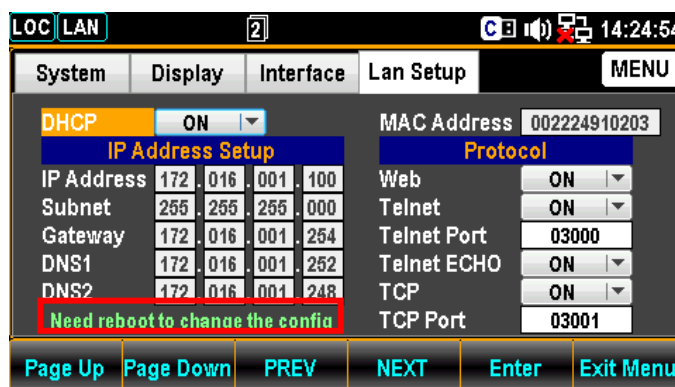 LOC LAN 2 C 14:24:54
System Display Interface Lan Setup MENU
DHCP ON
IP Address Setup
IP Address 172 . 016 . 001 . 100
Subnet 255 . 255 . 255 . 000
Gateway 172 . 016 . 001 . 254
DNS1 172 . 016 . 001 . 252
DNS2 172 . 016 . 001 . 248
Need reboot to change the config
MAC Address 002224910203
Protocol
Web ON
Telnet ON
Telnet Port 03000
Telnet ECHO ON
TCP ON
TCP Port 03001
Page Up Page Down PREV NEXT Enter Exit Menu